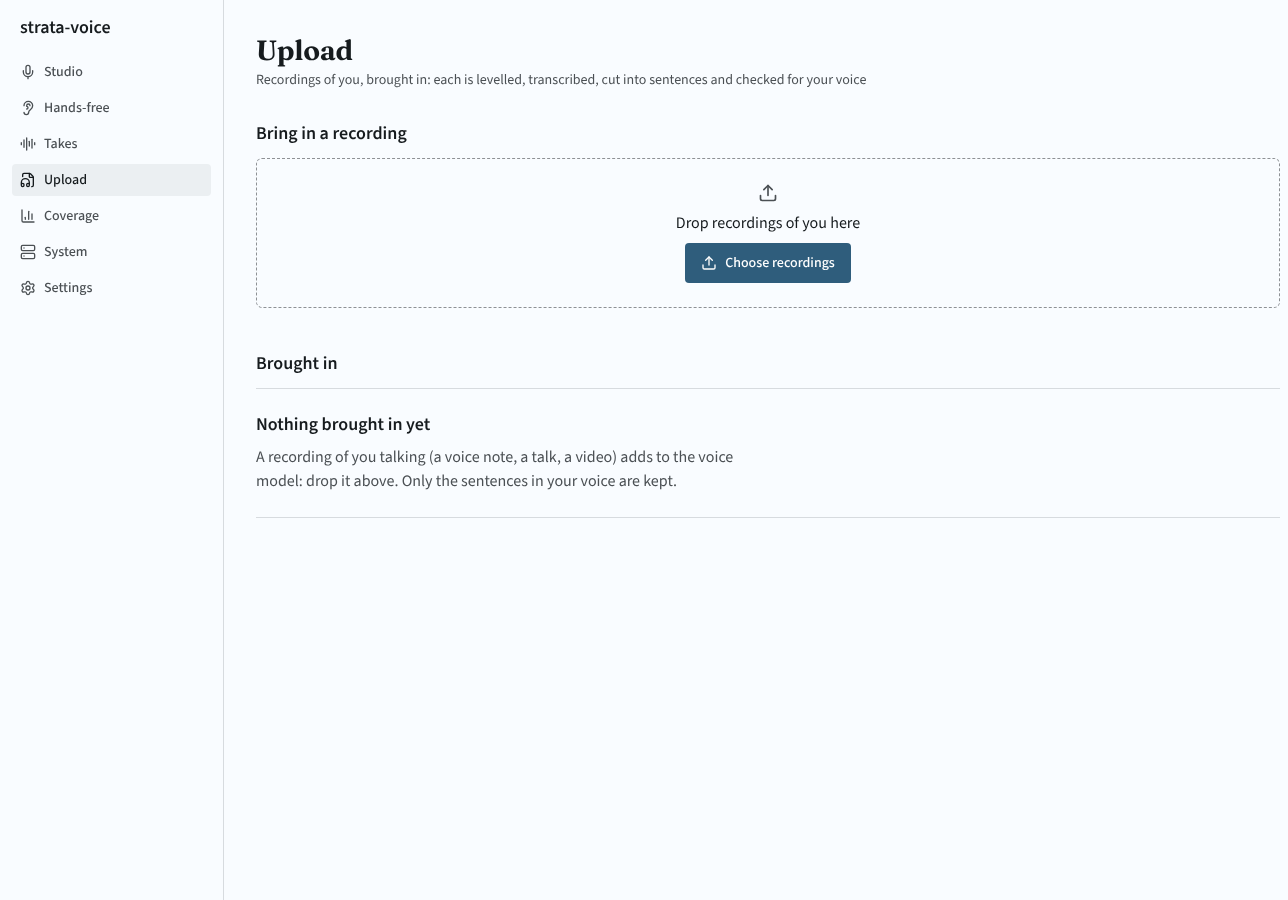 strata-voice
Studio
Hands-free
Takes
Upload
Coverage
System
Settings
Upload
Recordings of you, brought in: each is levelled, transcribed, cut into sentences and checked for your voice
Bring in a recording
Drop recordings of you here
Choose recordings
Brought in
Nothing brought in yet
A recording of you talking (a voice note, a talk, a video) adds to the voice
model: drop it above. Only the sentences in your voice are kept.